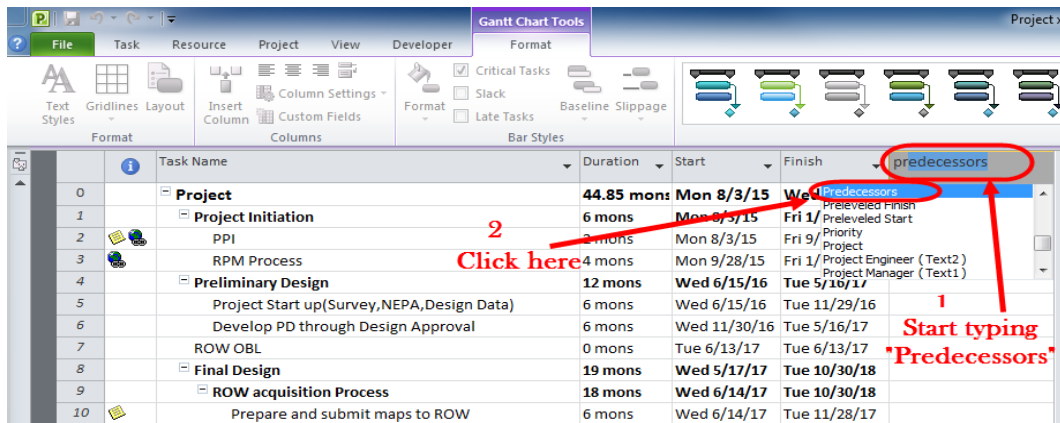 Gantt Chart Tools Project x
File Task Resource Project View Developer Format
Text Styles Gridlines Layout Insert Column Column Settings Custom Fields Format Critical Tasks Slack Late Tasks Baseline Slippage
Format Columns Bar Styles
Task Name Duration Start Finish predecessors
0 Project 44.85 mons Mon 8/3/15 Wed Predecessors
Preleveled Finish
1 Project Initiation 6 mons Mon 8/3/15 Fri 1/ Preleveled Start
2 PPI 2 mons Mon 8/3/15 Fri 9/ Priority
Project
3 RPM Process 4 mons Mon 9/28/15 Fri 1/ Project Engineer (Text2)
Project Manager (Text1)
4 Preliminary Design 12 mons Wed 6/15/16 Tue 5/16/17
5 Project Start up(Survey,NEPA,Design Data) 6 mons Wed 6/15/16 Tue 11/29/16
6 Develop PD through Design Approval 6 mons Wed 11/30/16 Tue 5/16/17
7 ROW OBL 0 mons Tue 6/13/17 Tue 6/13/17
8 Final Design 19 mons Wed 5/17/17 Tue 10/30/18
9 ROW acquisition Process 18 mons Wed 6/14/17 Tue 10/30/18
10 Prepare and submit maps to ROW 6 mons Wed 6/14/17 Tue 11/28/17
2
Click here
1
Start typing
"Predecessors"